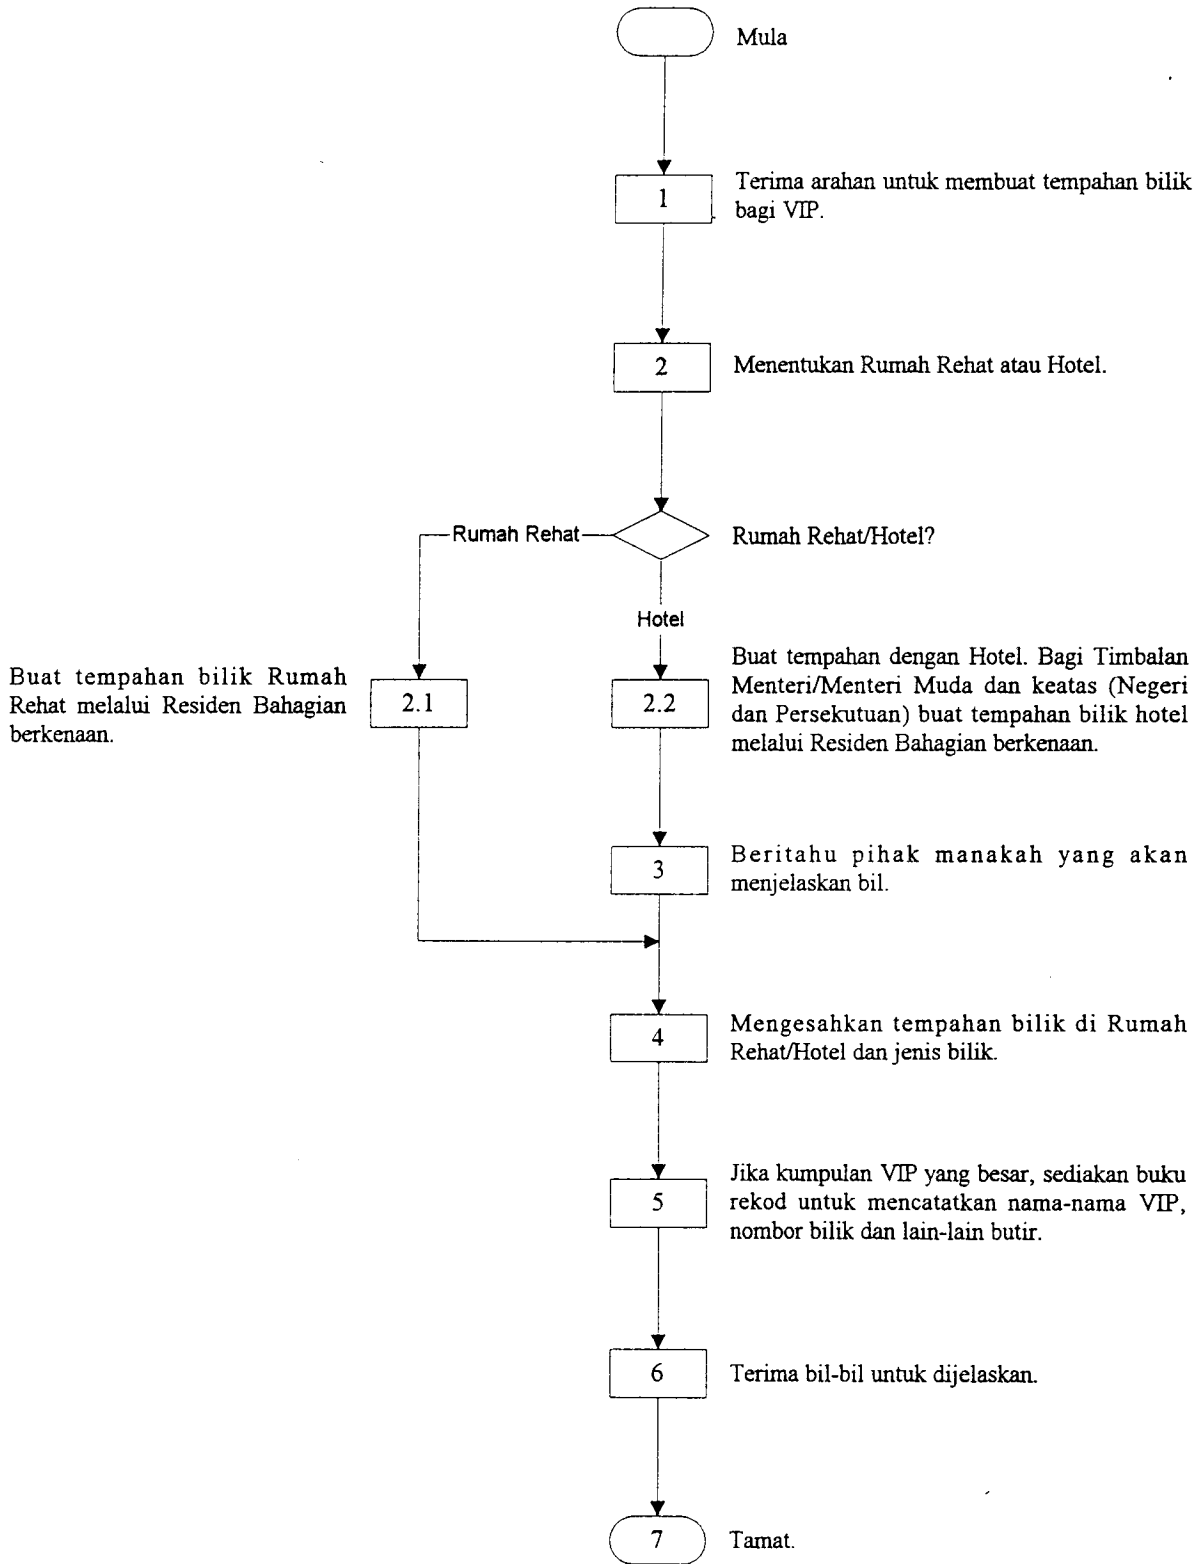 Mula
1
Terima arahan untuk membuat tempahan bilik
bagi VIP.
2
Menentukan Rumah Rehat atau Hotel.
Rumah Rehat
Rumah Rehat/Hotel?
Hotel
Buat tempahan bilik Rumah
Rehat melalui Residen Bahagian
berkenaan.
2.1
2.2
Buat tempahan dengan Hotel. Bagi Timbalan
Menteri/Menteri Muda dan keatas (Negeri
dan Persekutuan) buat tempahan bilik hotel
melalui Residen Bahagian berkenaan.
3
Beritahu pihak manakah yang akan
menjelaskan bil.
4
Mengesahkan tempahan bilik di Rumah
Rehat/Hotel dan jenis bilik.
5
Jika kumpulan VIP yang besar, sediakan buku
rekod untuk mencatatkan nama-nama VIP,
nombor bilik dan lain-lain butir.
6
Terima bil-bil untuk dijelaskan.
7
Tamat.